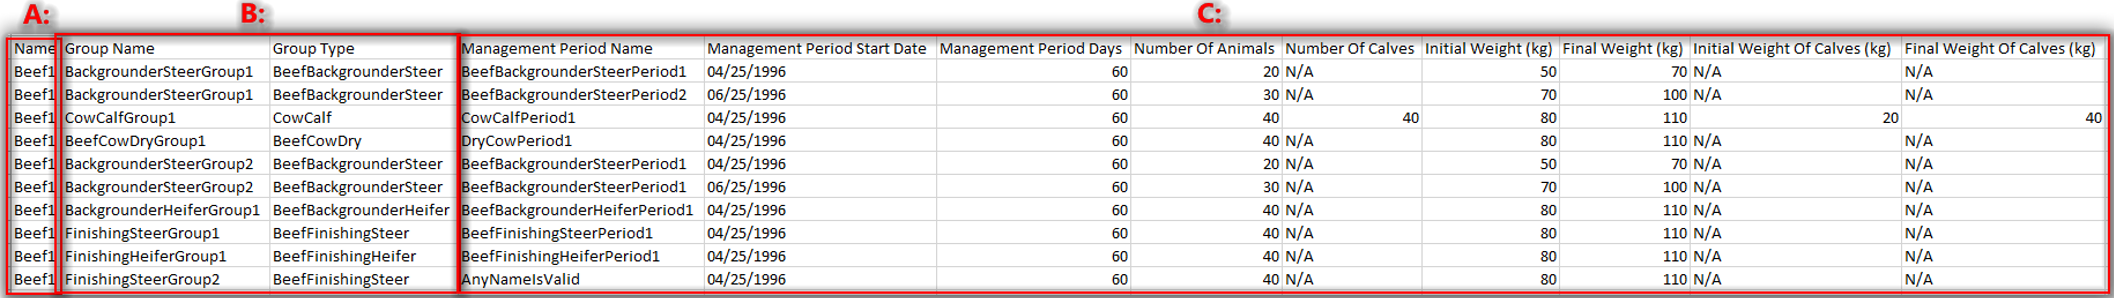 A: B: C:
Name Group Name Group Type Management Period Name Management Period Start Date Management Period Days Number Of Animals Number Of Calves Initial Weight (kg) Final Weight (kg) Initial Weight Of Calves (kg) Final Weight Of Calves (kg)
Beef1 BackgrounderSteerGroup1 BeefBackgrounderSteer BeefBackgrounderSteerPeriod1 04/25/1996 60 20 N/A 50 70 N/A N/A
Beef1 BackgrounderSteerGroup1 BeefBackgrounderSteer BeefBackgrounderSteerPeriod2 06/25/1996 60 30 N/A 70 100 N/A N/A
Beef1 CowCalfGroup1 CowCalf CowCalfPeriod1 04/25/1996 60 40 40 80 110 20 40
Beef1 BeefCowDryGroup1 BeefCowDry DryCowPeriod1 04/25/1996 60 40 N/A 80 110 N/A N/A
Beef1 BackgrounderSteerGroup2 BeefBackgrounderSteer BeefBackgrounderSteerPeriod1 04/25/1996 60 20 N/A 50 70 N/A N/A
Beef1 BackgrounderSteerGroup2 BeefBackgrounderSteer BeefBackgrounderSteerPeriod1 06/25/1996 60 30 N/A 70 100 N/A N/A
Beef1 BackgrounderHeiferGroup1 BeefBackgrounderHeifer BeefBackgrounderHeiferPeriod1 04/25/1996 60 40 N/A 80 110 N/A N/A
Beef1 FinishingSteerGroup1 BeefFinishingSteer BeefFinishingSteerPeriod1 04/25/1996 60 40 N/A 80 110 N/A N/A
Beef1 FinishingHeiferGroup1 BeefFinishingHeifer BeefFinishingHeiferPeriod1 04/25/1996 60 40 N/A 80 110 N/A N/A
Beef1 FinishingSteerGroup2 BeefFinishingSteer AnyNameIsValid 04/25/1996 60 40 N/A 80 110 N/A N/A